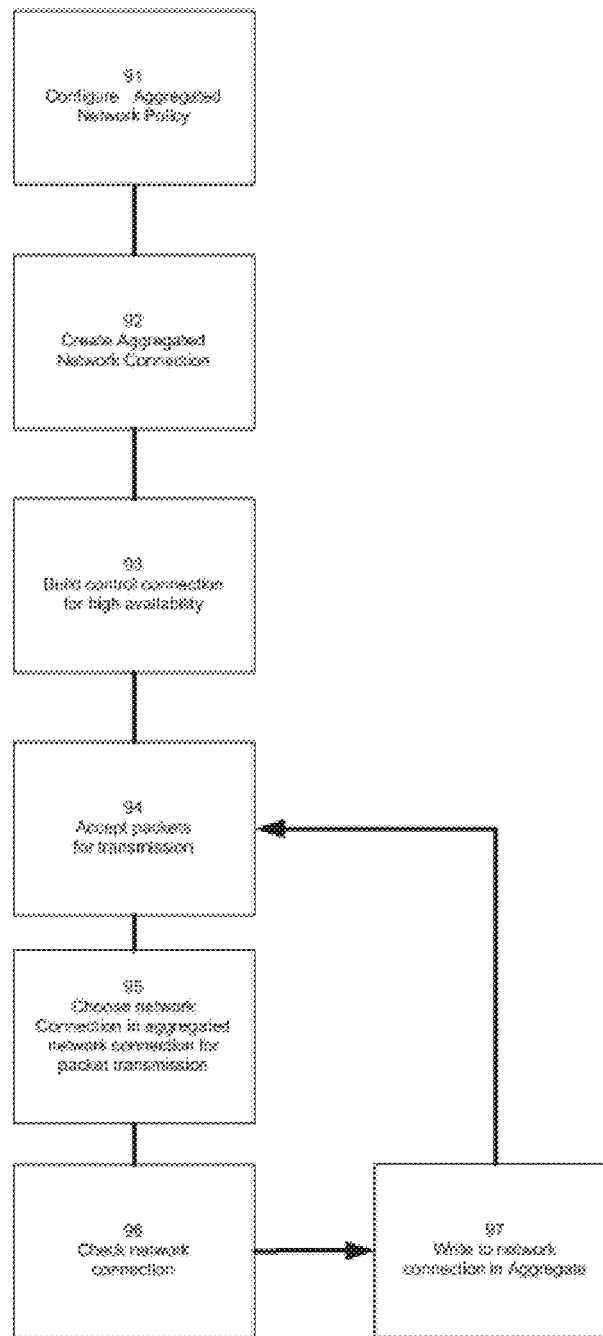 91
Configure Aggregated
Network Policy
92
Create Aggregated
Network Connection
93
Build control connection
for high availability
94
Accept packets
for transmission
95
Choose network
Connection in aggregated
network connection for
packet transmission
96
Check network
connection
97
Write to network
connection in Aggregate